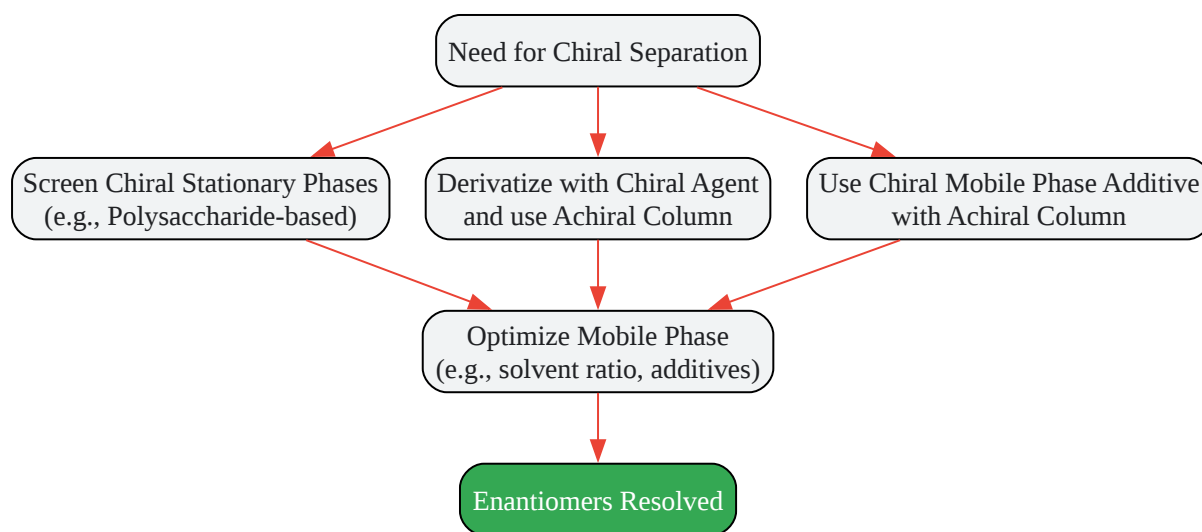 Need for Chiral Separation
Screen Chiral Stationary Phases
(e.g., Polysaccharide-based)
Derivatize with Chiral Agent
and use Achiral Column
Use Chiral Mobile Phase Additive
with Achiral Column
Optimize Mobile Phase
(e.g., solvent ratio, additives)
Enantiomers Resolved